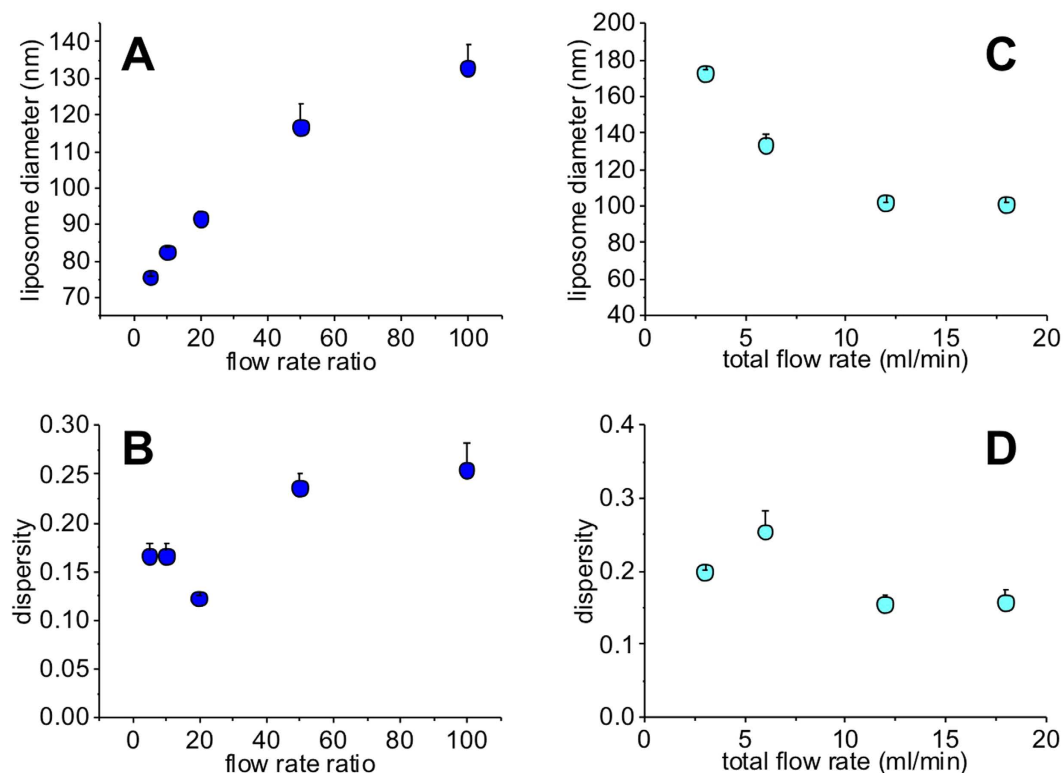 A
liposome diameter (nm)
140
130
120
110
100
90
80
70
0 20 40 60 80 100
flow rate ratio
C
liposome diameter (nm)
200
180
160
140
120
100
80
60
40
0 5 10 15 20
total flow rate (ml/min)
B
dispersity
0.30
0.25
0.20
0.15
0.10
0.05
0.00
0 20 40 60 80 100
flow rate ratio
D
dispersity
0.4
0.3
0.2
0.1
0.0
0 5 10 15 20
total flow rate (ml/min)